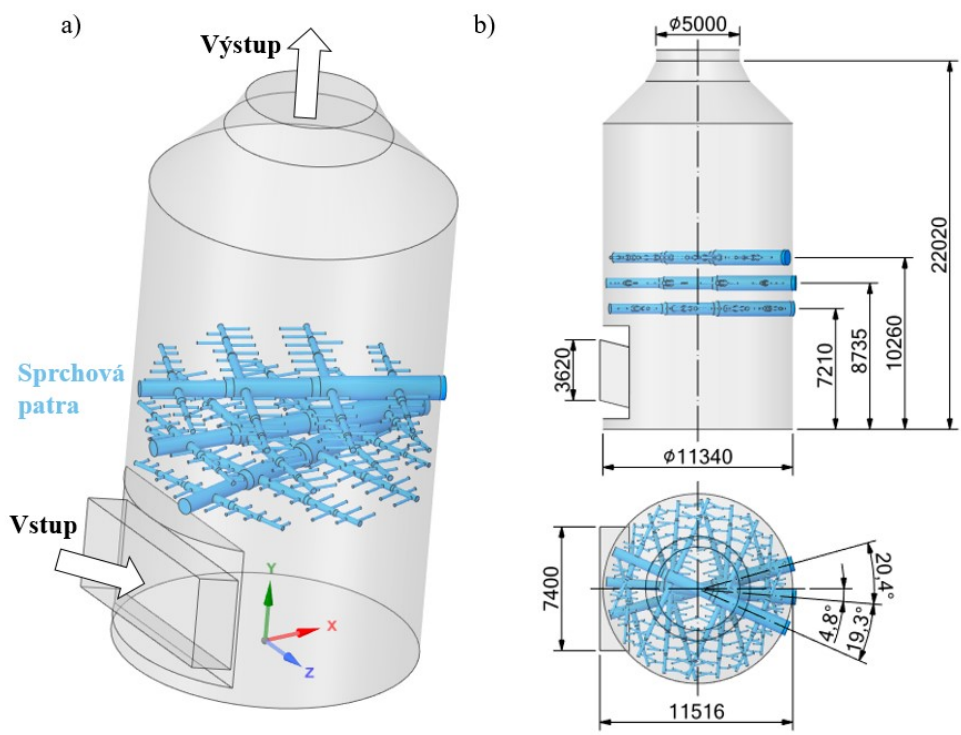 a)
Výstup
Sprchová
patra
Vstup
Y
X
Z
b)
ϕ5000
22020
10260
8735
7210
3620
ϕ11340
7400
20,4°
4,8°
19,3°
11516